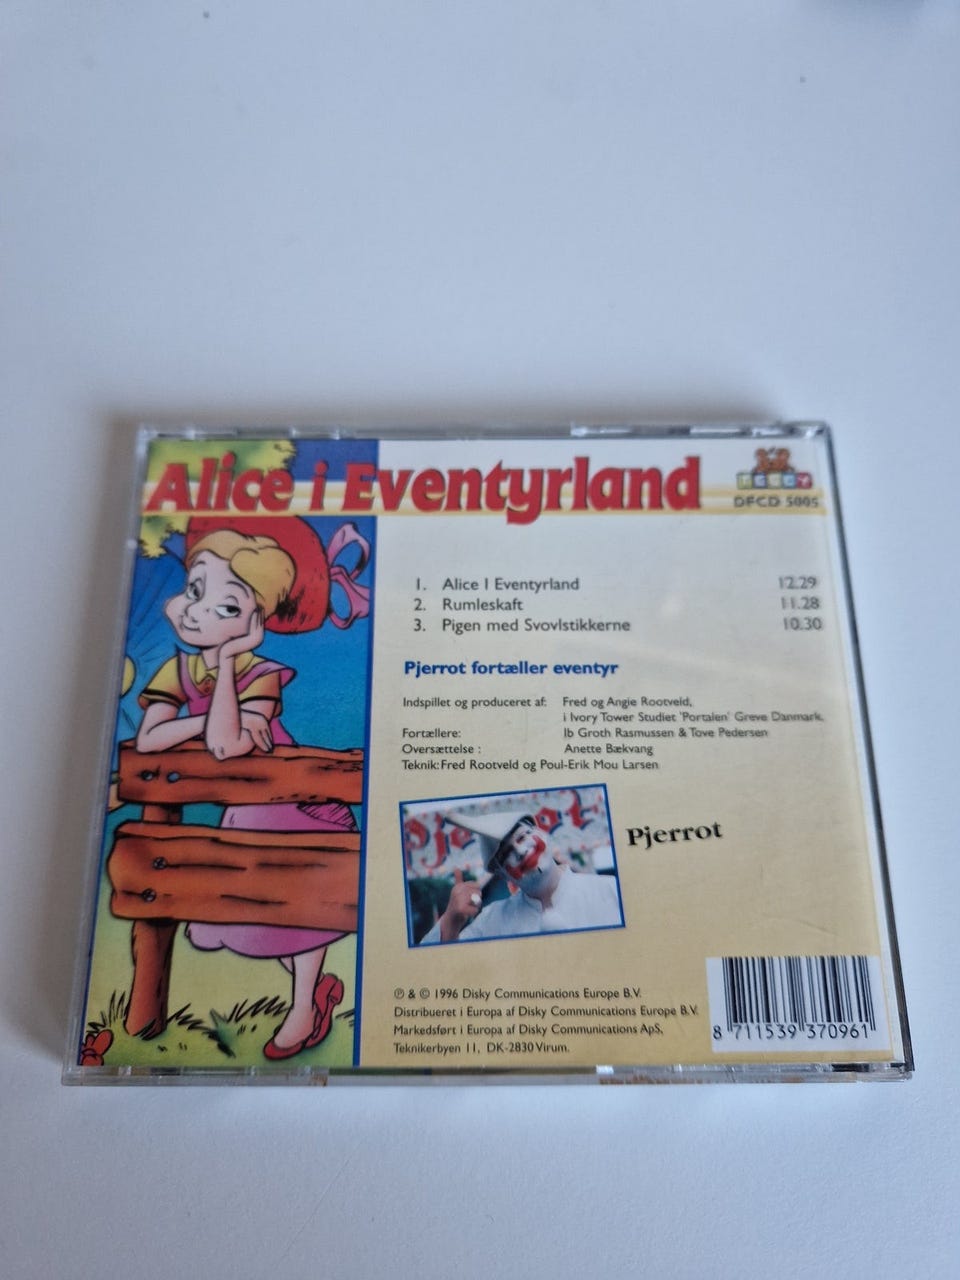 Alice i Eventyrland
DFCD 5005
1. Alice I Eventyrland 12.29
2. Rumleskaft 11.28
3. Pigen med Svovlstikkerne 10.30
Pjerrot fortæller eventyr
Indspillet og produceret af: Fred og Angie Rootveld,
i Ivory Tower Studiet 'Portalen' Greve Danmark.
Fortællere: Ib Groth Rasmussen & Tove Pedersen
Oversættelse : Anette Bækvang
Teknik: Fred Rootveld og Poul-Erik Mou Larsen
Pjerrot
Pjerrot
℗ & © 1996 Disky Communications Europe B.V.
Distribueret i Europa af Disky Communications Europe B.V.
Markedsført i Europa af Disky Communications ApS,
Teknikerbyen 11, DK-2830 Virum.
8 711539 370961